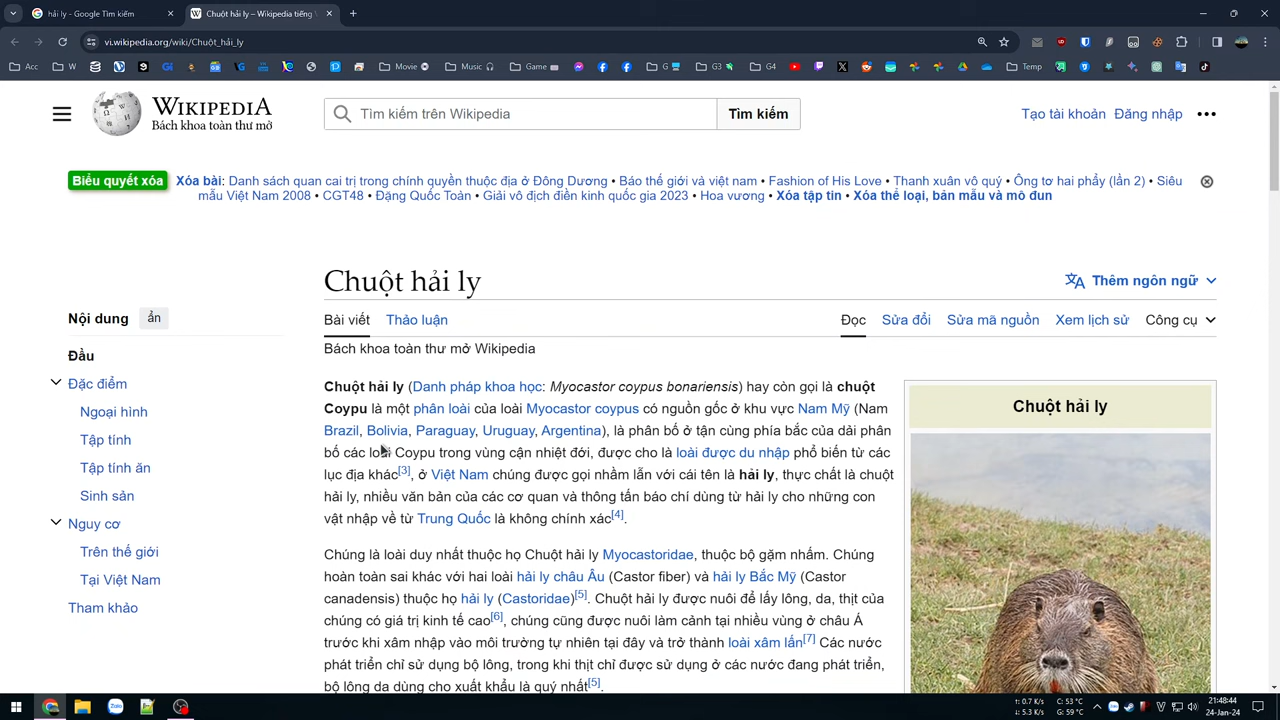 hải ly - Google Tìm kiếm
Chuột hải ly – Wikipedia tiếng
vi.wikipedia.org/wiki/Chuột_hải_ly
Acc
W
Movie
Music
Game
G
G3
G4
Temp
WIKIPEDIA
Bách khoa toàn thư mở
Tìm kiếm trên Wikipedia
Tìm kiếm
Tạo tài khoản Đăng nhập
Biểu quyết xóa
Xóa bài: Danh sách quan cai trị trong chính quyền thuộc địa ở Đông Dương • Báo thế giới và việt nam • Fashion of His Love • Thanh xuân vô quý • Ông tơ hai phẩy (lần 2) • Siêu
mẫu Việt Nam 2008 • CGT48 • Đặng Quốc Toàn • Giải vô địch điền kinh quốc gia 2023 • Hoa vương • Xóa tập tin • Xóa thể loại, bản mẫu và mô đun
Chuột hải ly
Thêm ngôn ngữ
Nội dung
ẩn
Bài viết
Thảo luận
Đọc
Sửa đổi
Sửa mã nguồn
Xem lịch sử
Công cụ
Bách khoa toàn thư mở Wikipedia
Đầu
Đặc điểm
Ngoại hình
Tập tính
Tập tính ăn
Sinh sản
Nguy cơ
Trên thế giới
Tại Việt Nam
Tham khảo
Chuột hải ly (Danh pháp khoa học: Myocastor coypus bonariensis) hay còn gọi là chuột
Coypu là một phân loài của loài Myocastor coypus có nguồn gốc ở khu vực Nam Mỹ (Nam
Brazil, Bolivia, Paraguay, Uruguay, Argentina), là phân bố ở tận cùng phía bắc của dải phân
bố các loài Coypu trong vùng cận nhiệt đới, được cho là loài được du nhập phổ biến từ các
lục địa khác[3], ở Việt Nam chúng được gọi nhầm lẫn với cái tên là hải ly, thực chất là chuột
hải ly, nhiều văn bản của các cơ quan và thông tấn báo chí dùng từ hải ly cho những con
vật nhập về từ Trung Quốc là không chính xác[4].
Chúng là loài duy nhất thuộc họ Chuột hải ly Myocastoridae, thuộc bộ gặm nhấm. Chúng
hoàn toàn sai khác với hai loài hải ly châu Âu (Castor fiber) và hải ly Bắc Mỹ (Castor
canadensis) thuộc họ hải ly (Castoridae)[5]. Chuột hải ly được nuôi để lấy lông, da, thịt của
chúng có giá trị kinh tế cao[6], chúng cũng được nuôi làm cảnh tại nhiều vùng ở châu Á
trước khi xâm nhập vào môi trường tự nhiên tại đây và trở thành loài xâm lấn[7] Các nước
phát triển chỉ sử dụng bộ lông, trong khi thịt chỉ được sử dụng ở các nước đang phát triển,
bộ lông da dùng cho xuất khẩu là quý nhất[5].
Chuột hải ly
Zalo
↑: 0.7 K/s
↓: 5.3 K/s
C: 53 °C
G: 59 °C
21:48:44
24-Jan-24